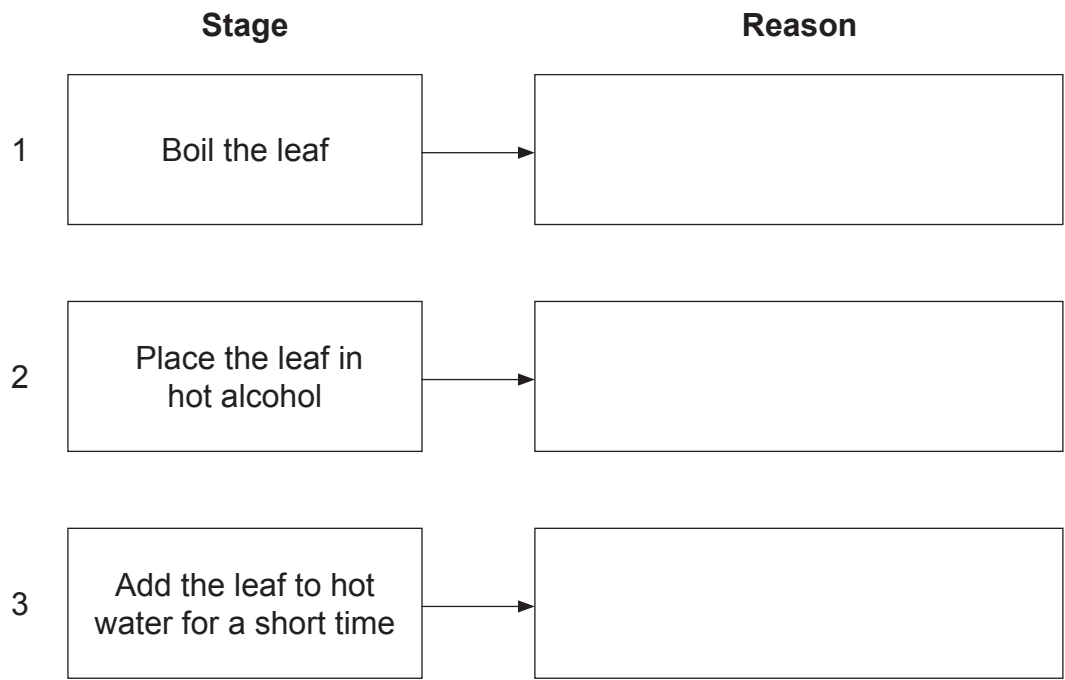 Stage
Reason
1
Boil the leaf
2
Place the leaf in
hot alcohol
3
Add the leaf to hot
water for a short time